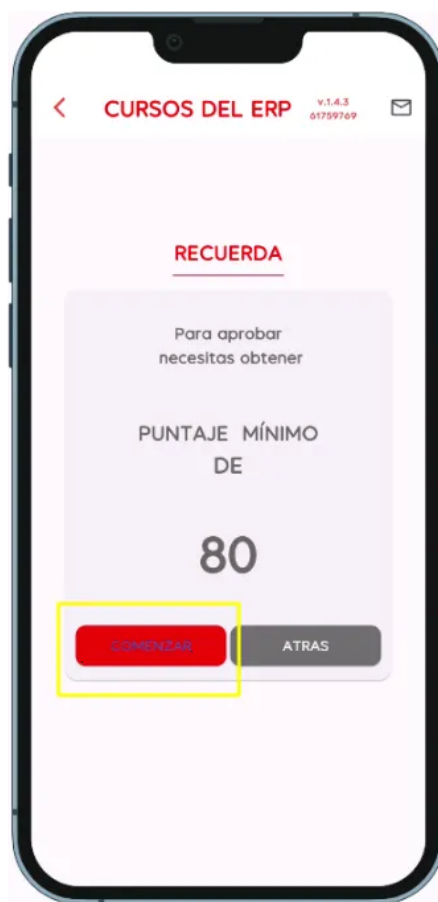 CURSOS DEL ERP
v.1.4.3
61759769
RECUERDA
Para aprobar
necesitas obtener
PUNTAJE MÍNIMO
DE
80
COMENZAR
ATRAS